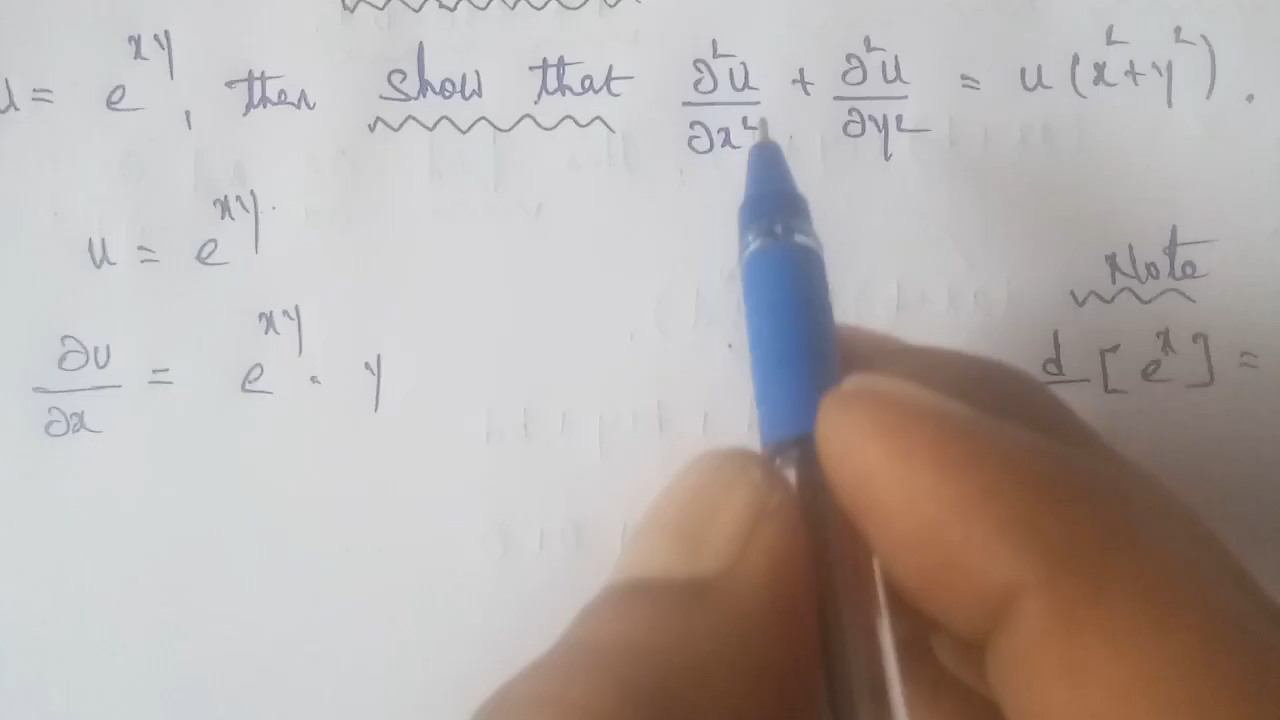 u = e^{xy}, then show that ∂²u/∂x² + ∂²u/∂y² = u(x²+y²).
u = e^{xy}.
Note
∂u/∂x = e^{xy} · y
d [e^x] =